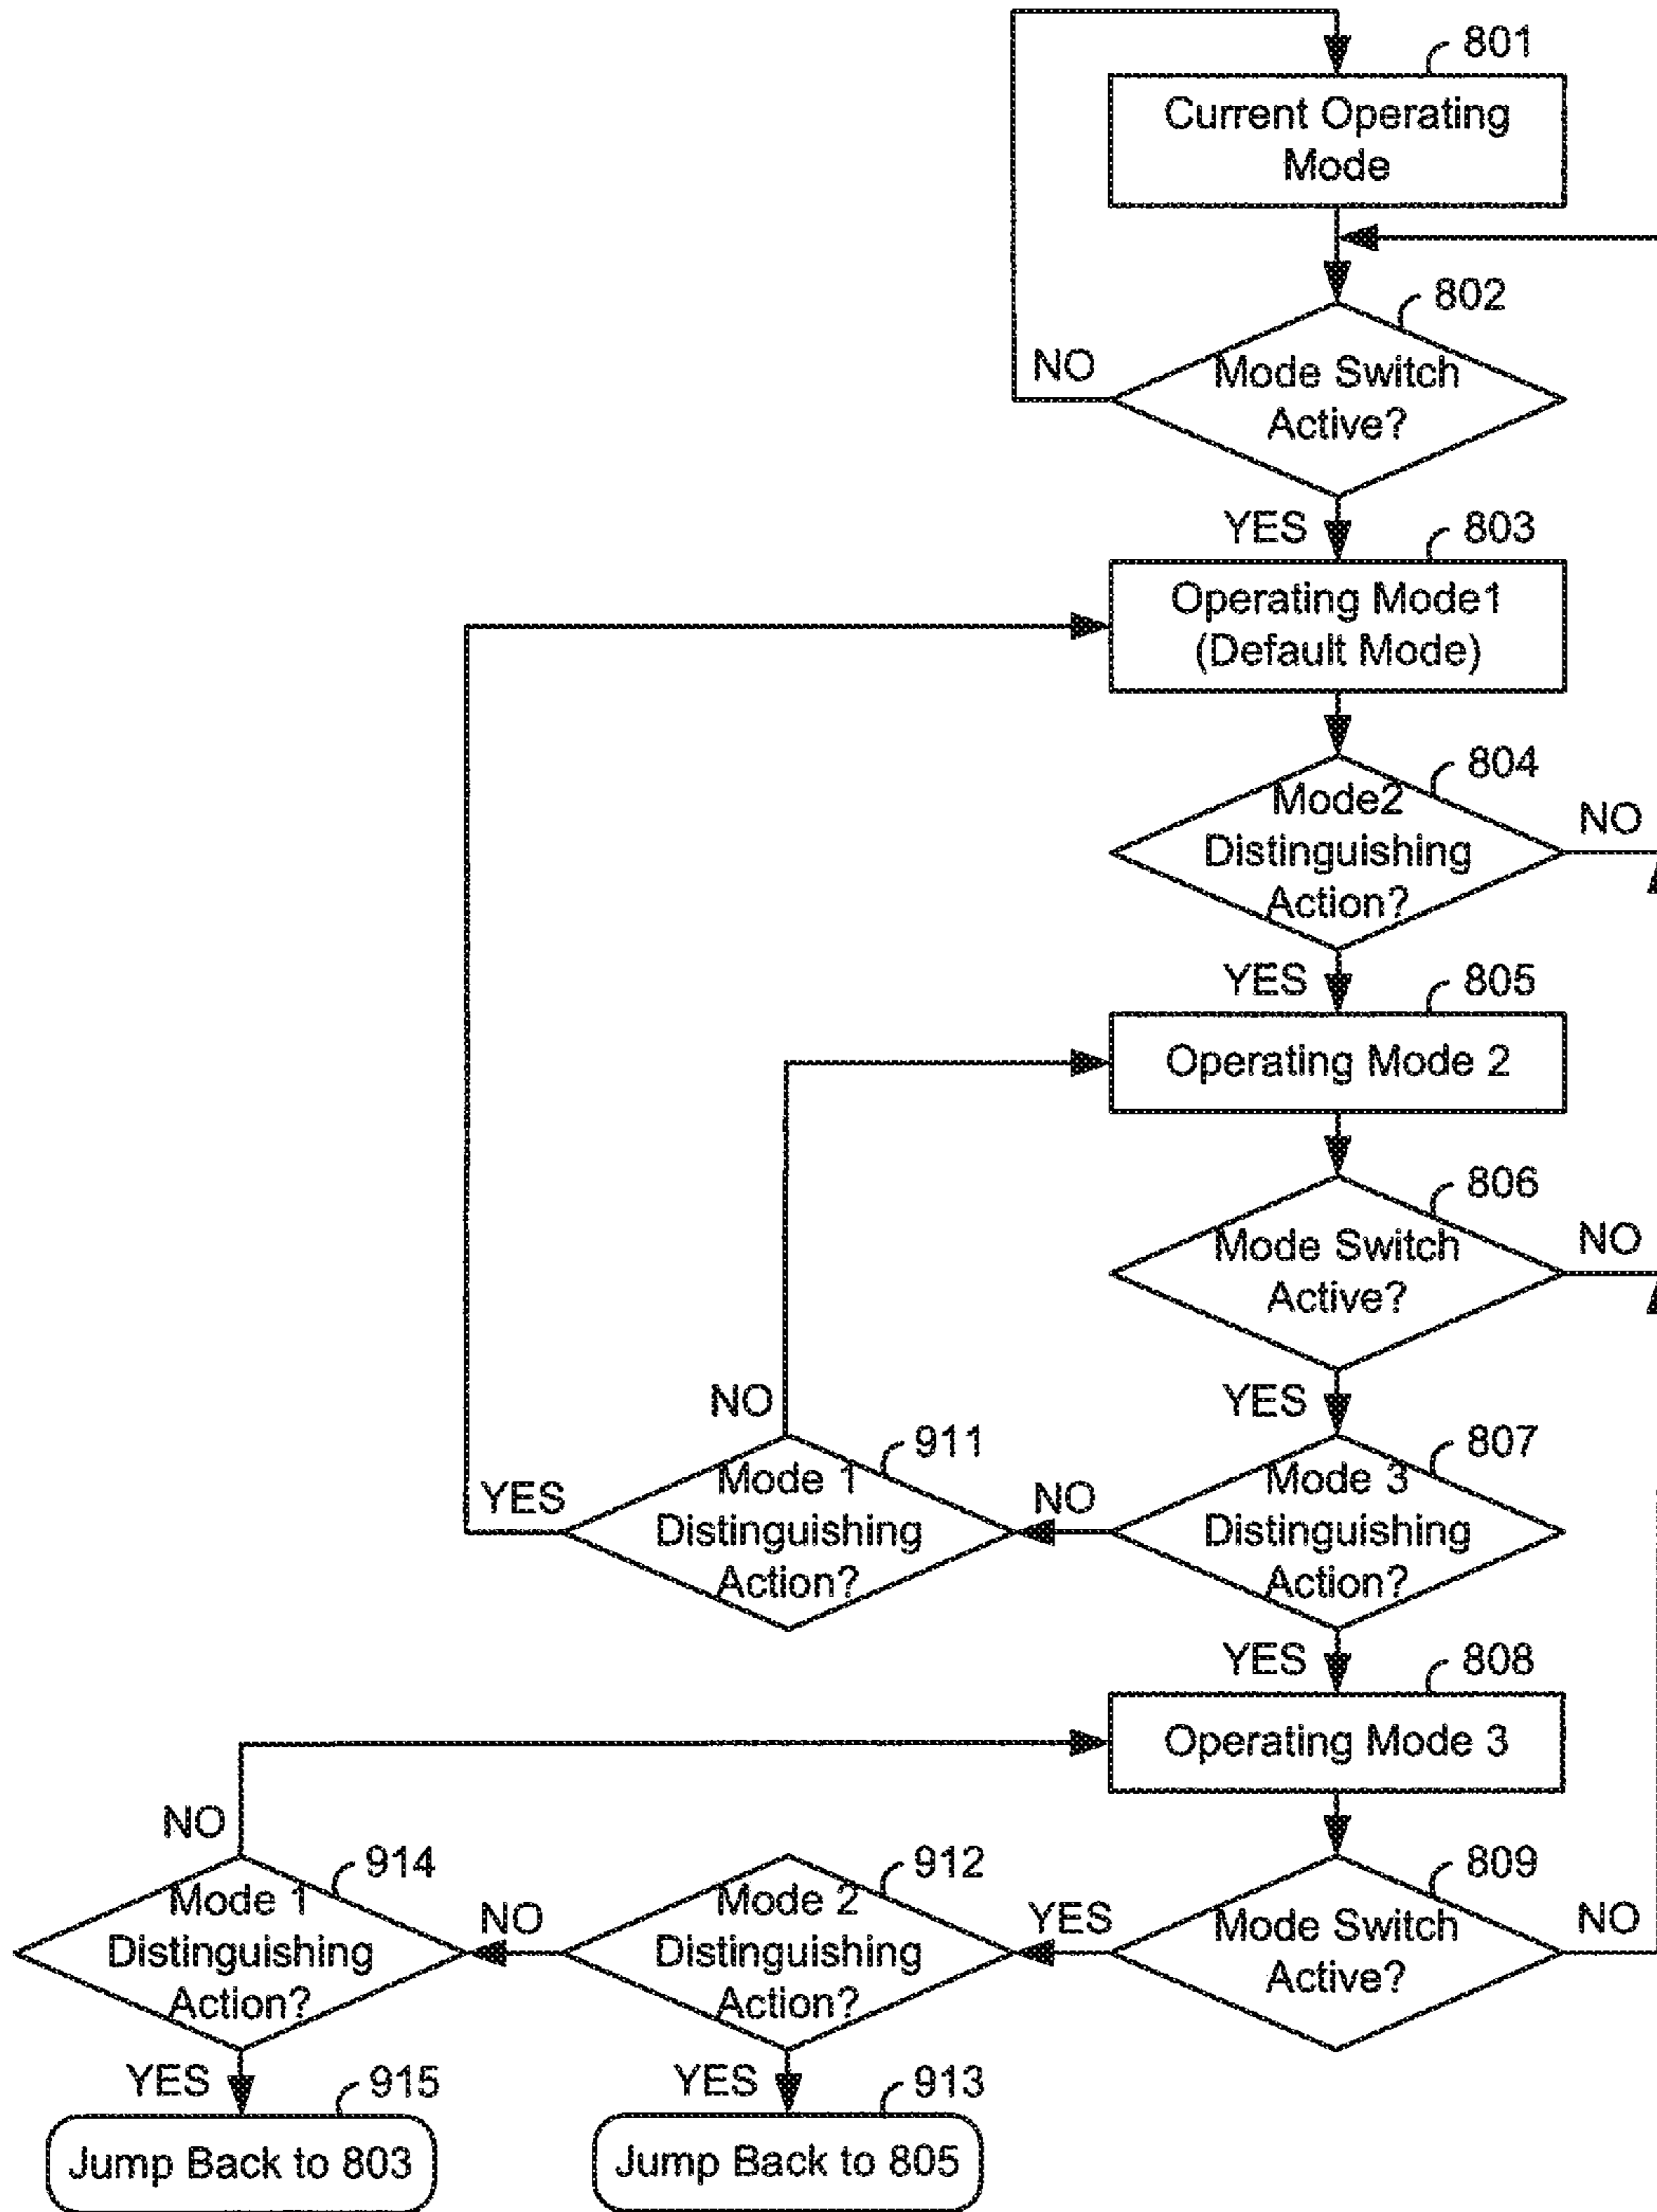 801
Current Operating
Mode
802
NO
Mode Switch
Active?
YES
803
Operating Mode1
(Default Mode)
804
Mode2
Distinguishing
Action?
NO
YES
805
Operating Mode 2
806
Mode Switch
Active?
NO
YES
NO
911
Mode 1
Distinguishing
Action?
YES
NO
807
Mode 3
Distinguishing
Action?
YES
808
Operating Mode 3
NO
914
Mode 1
Distinguishing
Action?
NO
912
Mode 2
Distinguishing
Action?
YES
809
Mode Switch
Active?
NO
YES
915
Jump Back to 803
YES
913
Jump Back to 805